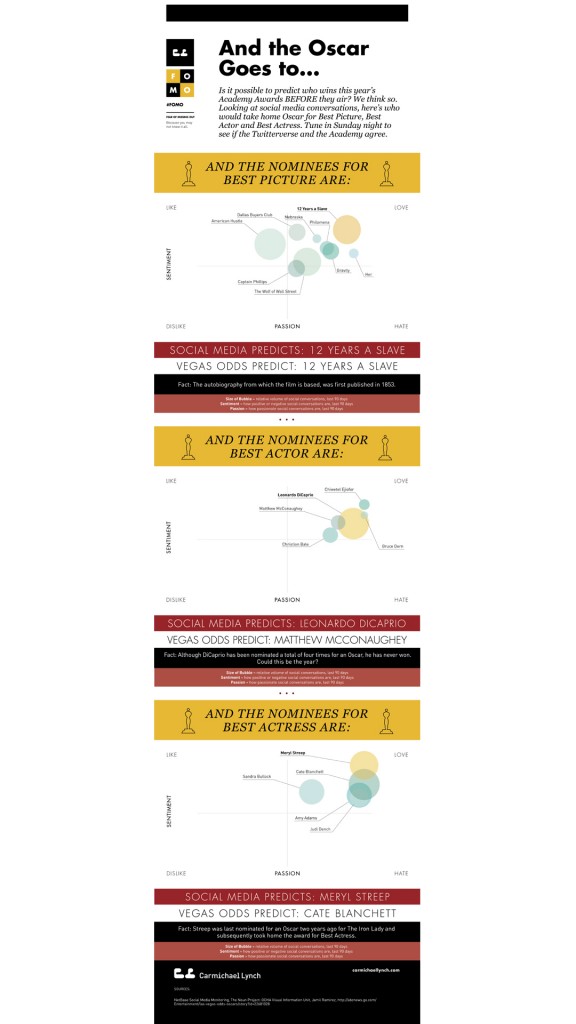 And the Oscar
Goes to...
Is it possible to predict who wins this year's
Academy Awards BEFORE they air? We think so.
Looking at social media conversations, here's who
would take home Oscar for Best Picture, Best
Actor and Best Actress. Tune in Sunday night to
see if the Twitterverse and the Academy agree.
F O
M O
#FOMO
FEAR OF MISSING OUT
AND THE NOMINEES FOR
BEST PICTURE ARE:
LIKE
LOVE
12 Years a Slave
Dallas Buyers Club
Nebraska
American Hustle
Philomena
SENTIMENT
Gravity
Her
Captain Phillips
The Wolf of Wall Street
DISLIKE
PASSION
HATE
SOCIAL MEDIA PREDICTS: 12 YEARS A SLAVE
VEGAS ODDS PREDICT: 12 YEARS A SLAVE
Fact: The autobiography from which the film is based, was first published in 1853.
Size of Bubble = relative volume of social conversations, last 90 days
Sentiment = how positive or negative social conversations are, last 90 days
Passion = how passionate social conversations are, last 90 days
AND THE NOMINEES FOR
BEST ACTOR ARE:
LIKE
LOVE
Chiwetel Ejiofor
Leonardo DiCaprio
Matthew McConaughey
SENTIMENT
Christian Bale
Bruce Dern
DISLIKE
PASSION
HATE
SOCIAL MEDIA PREDICTS: LEONARDO DICAPRIO
VEGAS ODDS PREDICT: MATTHEW MCCONAUGHEY
Fact: Although DiCaprio has been nominated a total of four times for an Oscar, he has never won.
Could this be the year?
Size of Bubble = relative volume of social conversations, last 90 days
Sentiment = how positive or negative social conversations are, last 90 days
Passion = how passionate social conversations are, last 90 days
AND THE NOMINEES FOR
BEST ACTRESS ARE:
LIKE
LOVE
Meryl Streep
Cate Blanchett
Sandra Bullock
SENTIMENT
Amy Adams
Judi Dench
DISLIKE
PASSION
HATE
SOCIAL MEDIA PREDICTS: MERYL STREEP
VEGAS ODDS PREDICT: CATE BLANCHETT
Fact: Streep was last nominated for an Oscar two years ago for The Iron Lady and
subsequently took home the award for Best Actress.
Size of Bubble = relative volume of social conversations, last 90 days
Sentiment = how positive or negative social conversations are, last 90 days
Passion = how passionate social conversations are, last 90 days
Carmichael Lynch
carmichaellynch.com
SOURCES: